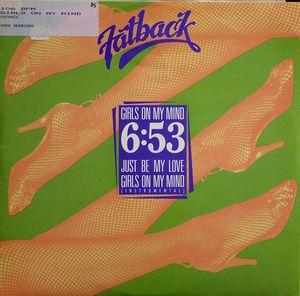 106 BPM
GIRLS ON MY MIND
FATBACK
85
Fatback
GIRLS ON MY MIND
6:53
JUST BE MY LOVE
GIRLS ON MY MIND
(INSTRUMENTAL)